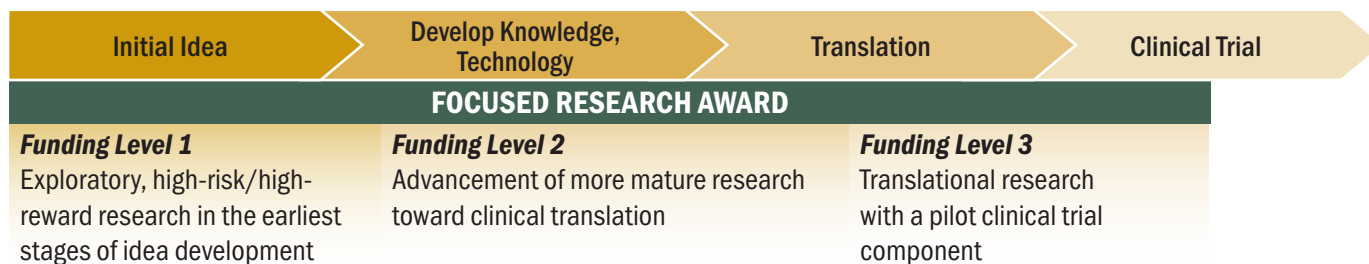 Initial Idea
Develop Knowledge,
Technology
Translation
Clinical Trial
FOCUSED RESEARCH AWARD
Funding Level 1
Exploratory, high-risk/high-
reward research in the earliest
stages of idea development
Funding Level 2
Advancement of more mature research
toward clinical translation
Funding Level 3
Translational research
with a pilot clinical trial
component